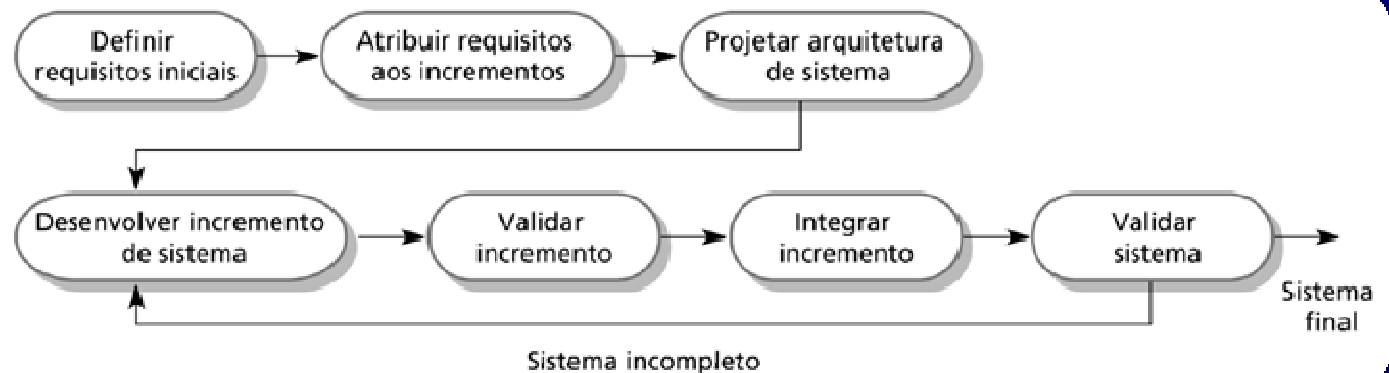 Definir
requisitos iniciais
Atribuir requisitos
aos incrementos
Projetar arquitetura
de sistema
Desenvolver incremento
de sistema
Validar
incremento
Integrar
incremento
Validar
sistema
Sistema
final
Sistema incompleto